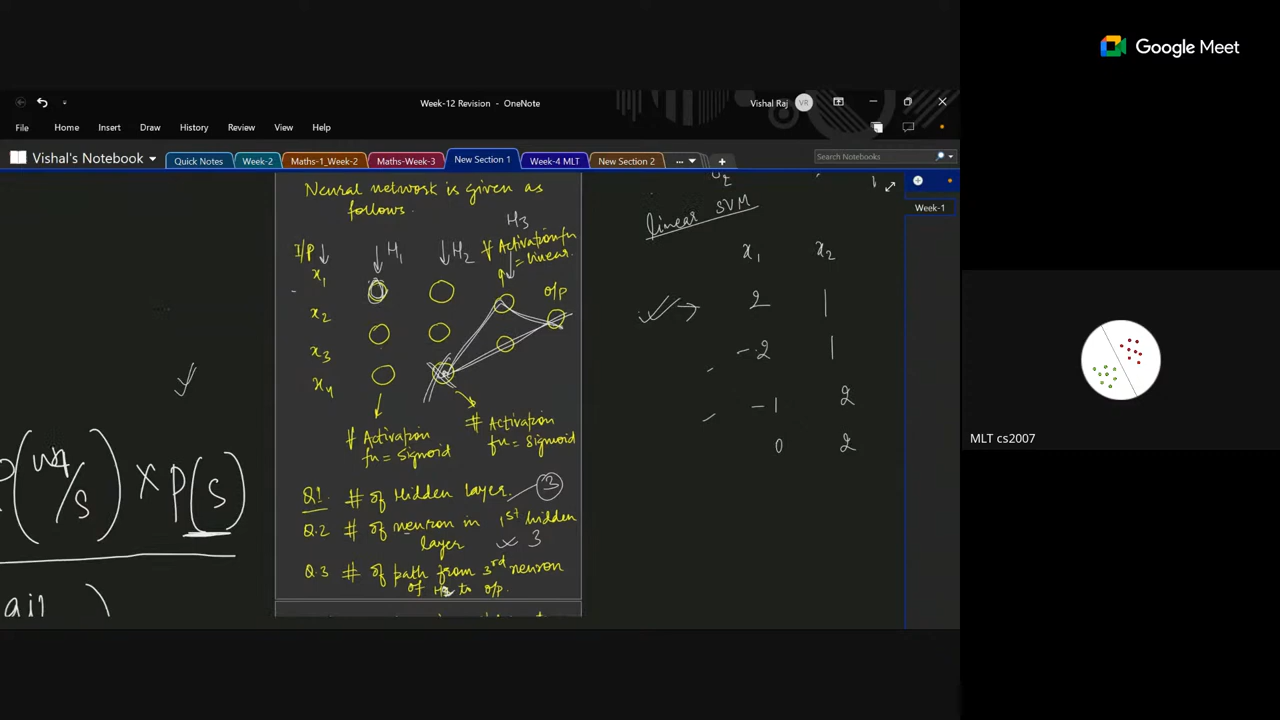 Google Meet
Week-12 Revision - OneNote
Vishal Raj
VR
File Home Insert Draw History Review View Help
Vishal's Notebook
Quick Notes
Week-2
Maths-1_Week-2
Maths-Week-3
New Section 1
Week-4 MLT
New Section 2
...
Search Notebooks
Week-1
Neural network is given as
follows.
H3
# Activation fn
= linear.
I/P H1 H2
x1
o/p
x2
x3
x4
# Activation
fn = Sigmoid
# Activation
fn = Sigmoid
Q1. # of Hidden layer. 3
Q.2 # of neuron in 1st hidden
layer 3
Q.3 # of path from 3rd neuron
of H2 to o/p.
linear SVM
x1 x2
2 1
-2 1
-1 2
0 2
/s) x P(s)
MLT cs2007